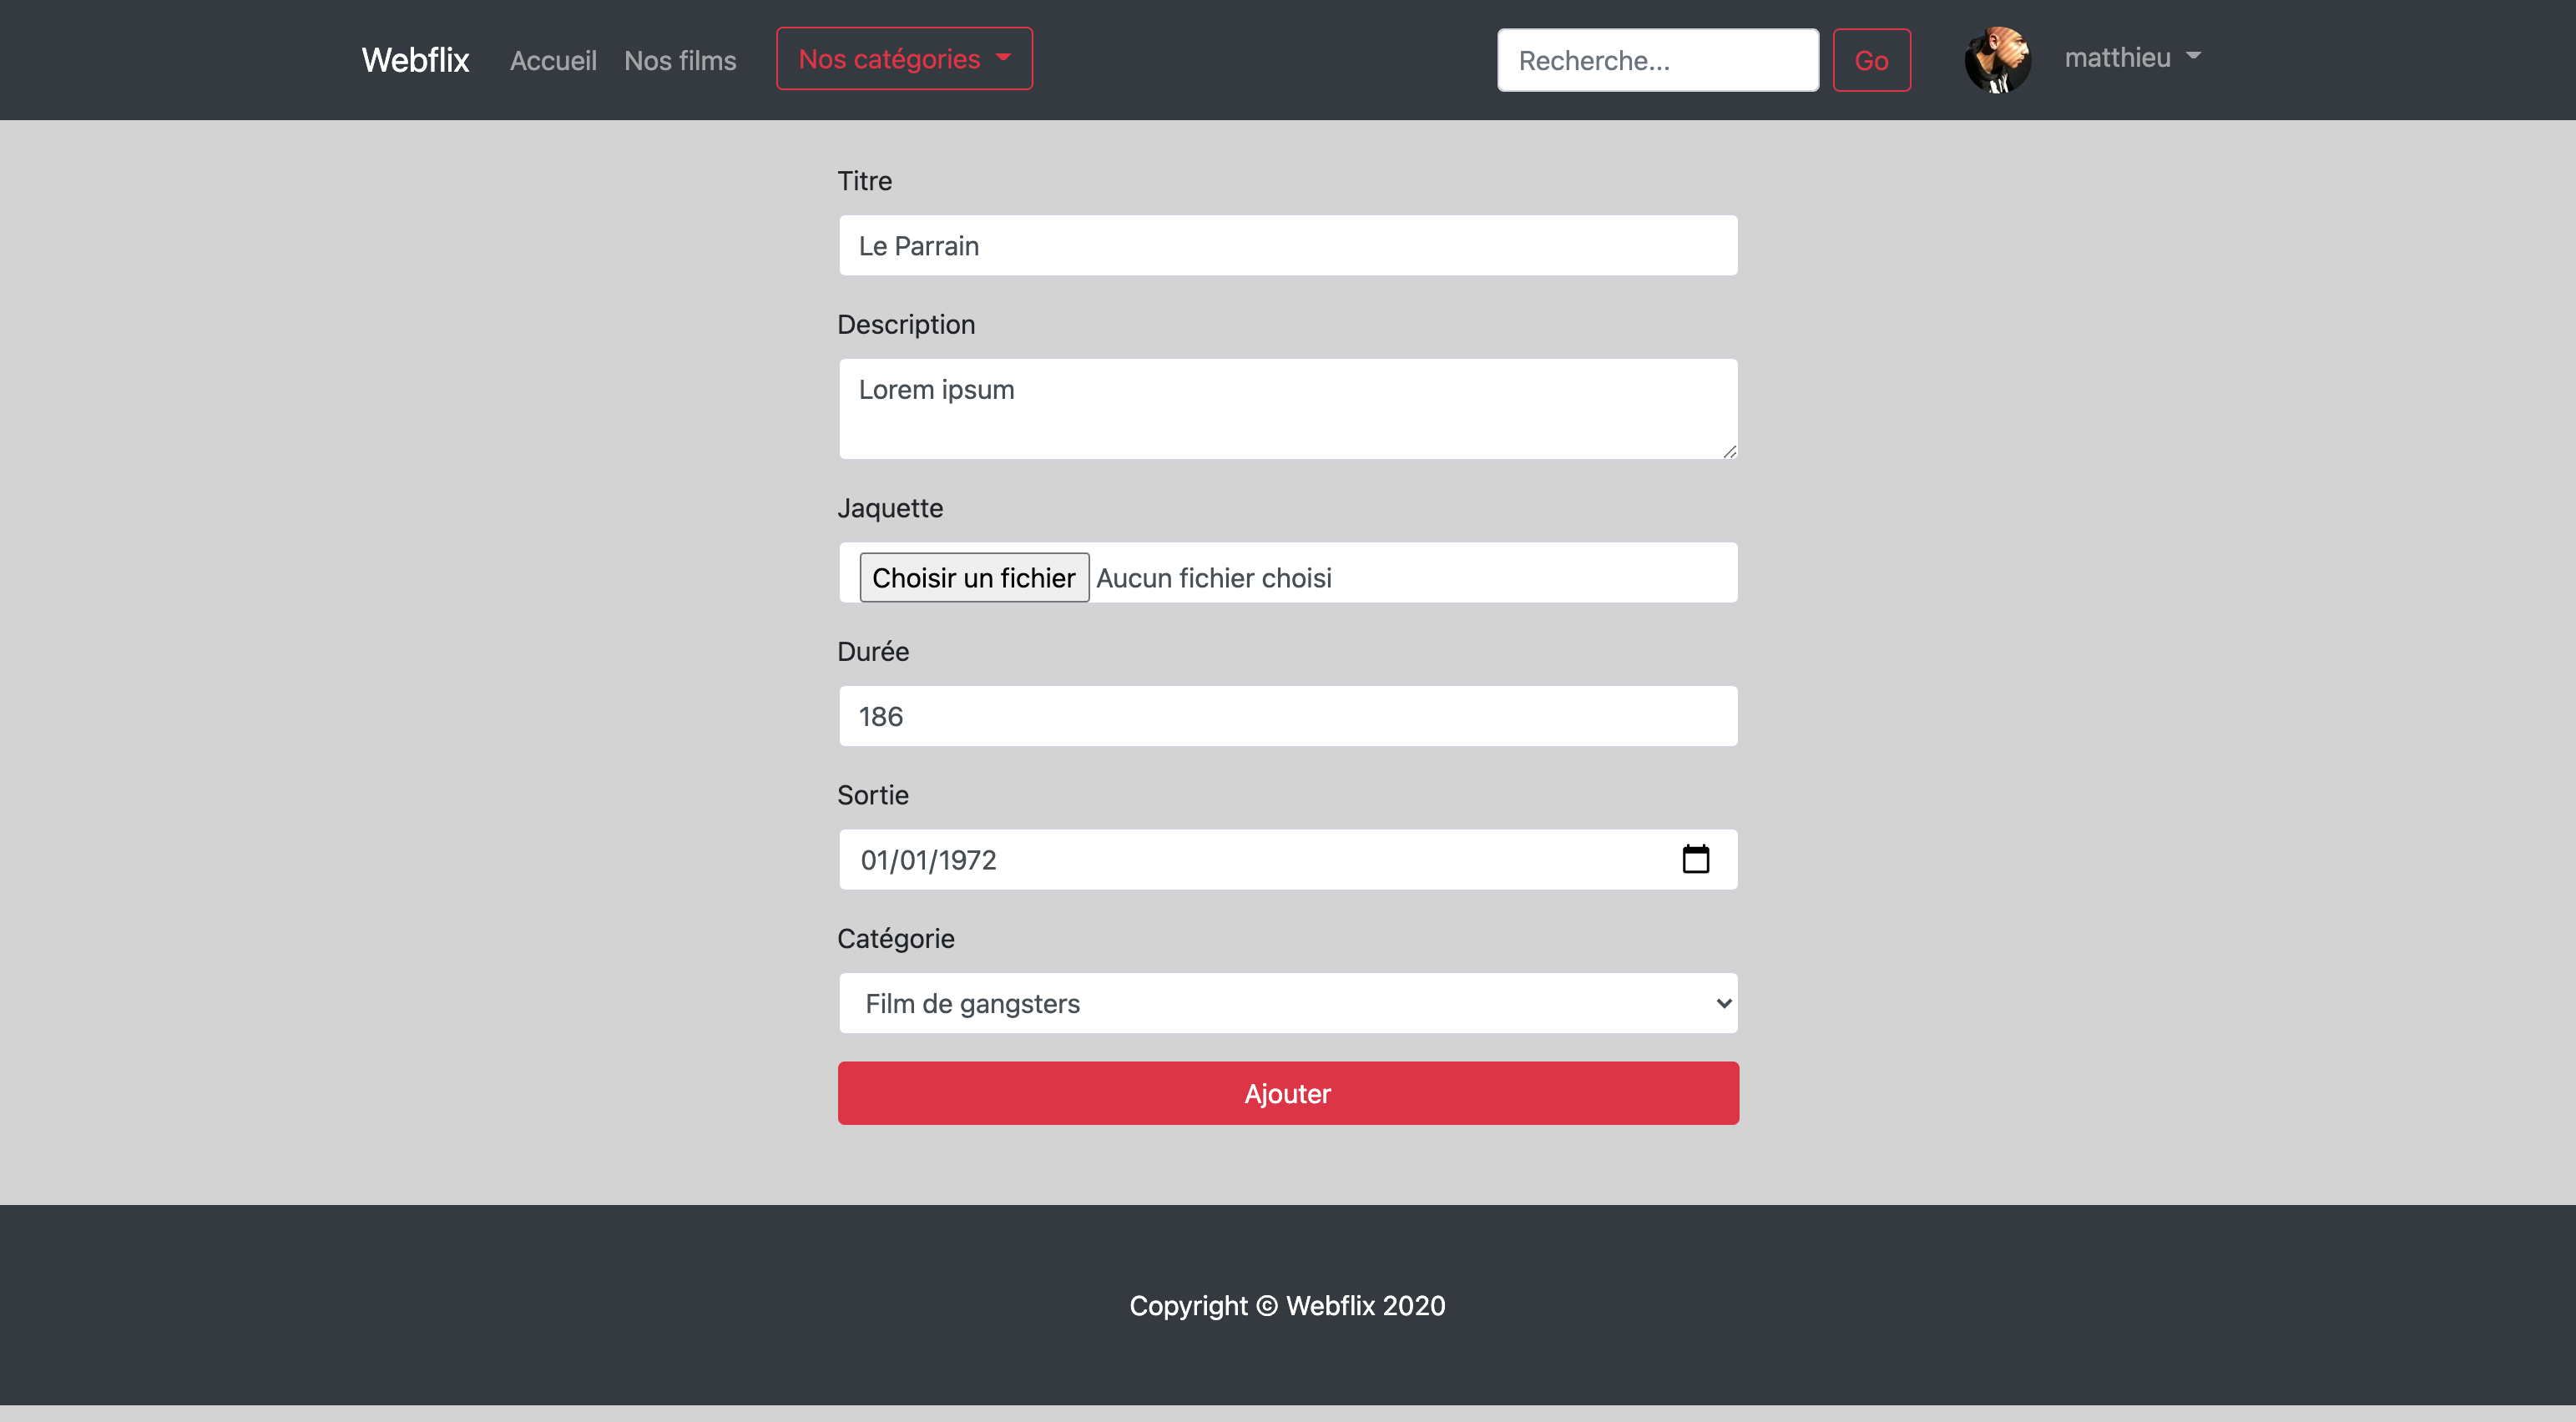 Webflix Accueil Nos films Nos catégories Recherche... Go matthieu
Titre
Le Parrain
Description
Lorem ipsum
Jaquette
Choisir un fichier Aucun fichier choisi
Durée
186
Sortie
01/01/1972
Catégorie
Film de gangsters
Ajouter
Copyright © Webflix 2020